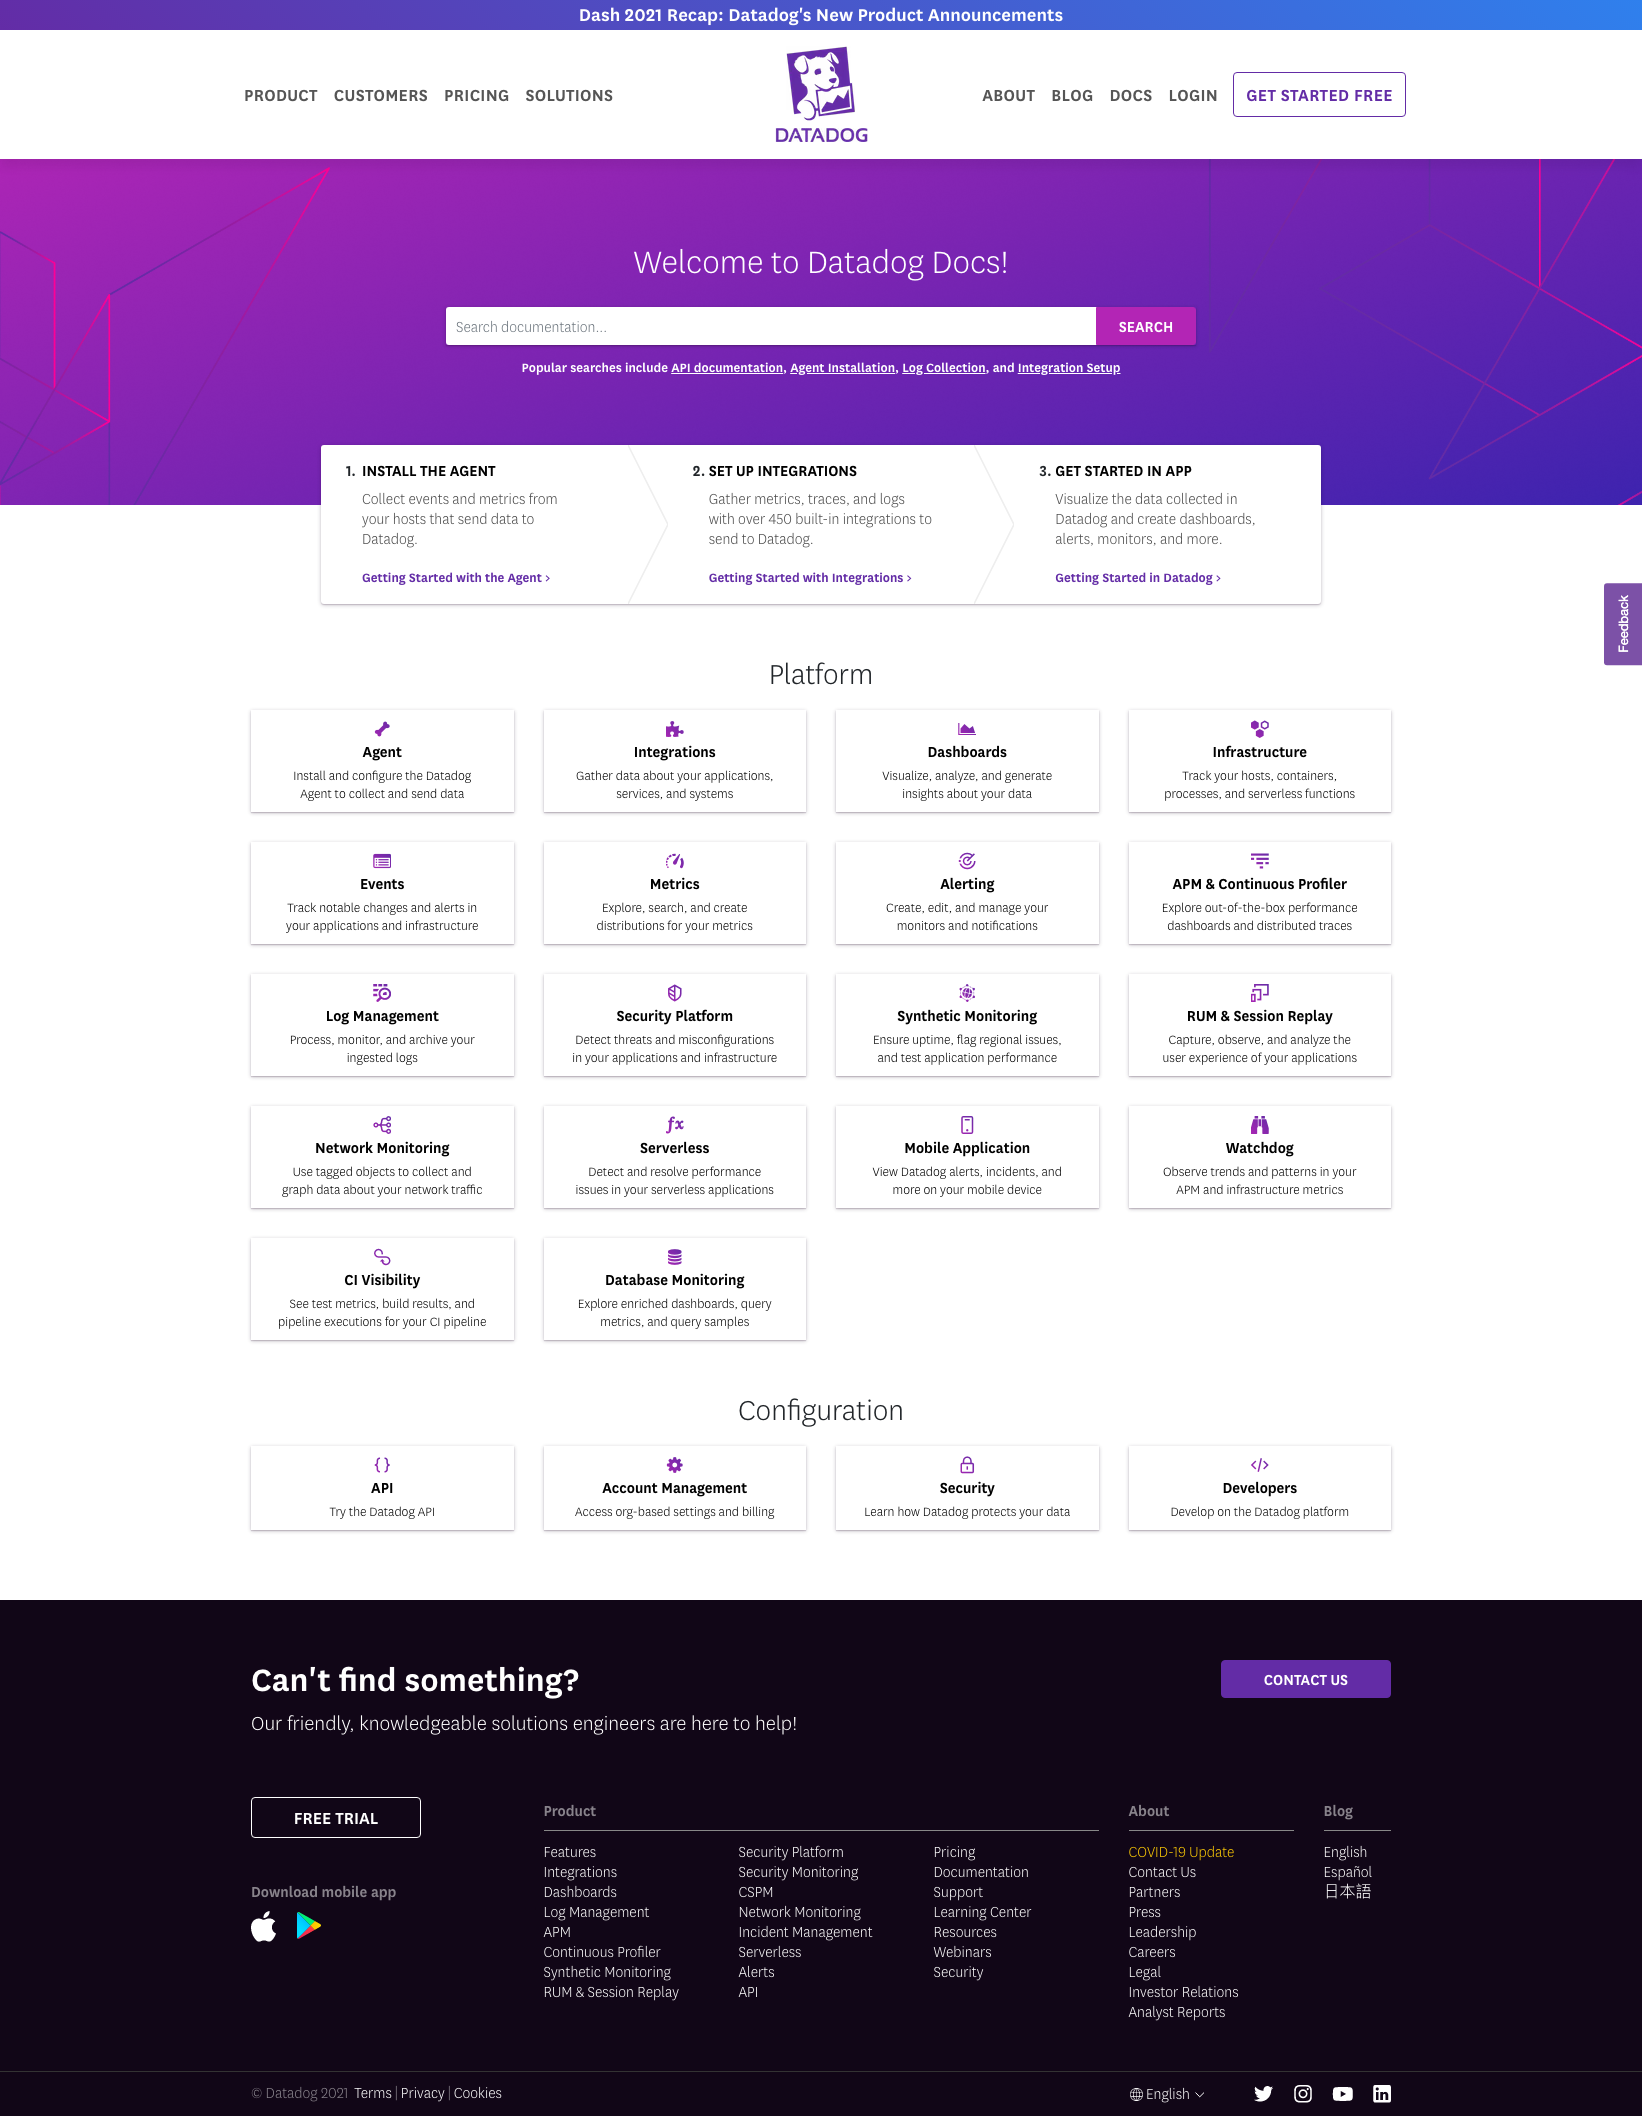 Dash 2021 Recap: Datadog's New Product Announcements
PRODUCT CUSTOMERS PRICING SOLUTIONS
DATADOG
ABOUT BLOG DOCS LOGIN GET STARTED FREE
Welcome to Datadog Docs!
Search documentation...
SEARCH
Popular searches include API documentation, Agent Installation, Log Collection, and Integration Setup
1. INSTALL THE AGENT
Collect events and metrics from
your hosts that send data to
Datadog.
Getting Started with the Agent >
2. SET UP INTEGRATIONS
Gather metrics, traces, and logs
with over 450 built-in integrations to
send to Datadog.
Getting Started with Integrations >
3. GET STARTED IN APP
Visualize the data collected in
Datadog and create dashboards,
alerts, monitors, and more.
Getting Started in Datadog >
Feedback
Platform
Agent
Install and configure the Datadog
Agent to collect and send data
Integrations
Gather data about your applications,
services, and systems
Dashboards
Visualize, analyze, and generate
insights about your data
Infrastructure
Track your hosts, containers,
processes, and serverless functions
Events
Track notable changes and alerts in
your applications and infrastructure
Metrics
Explore, search, and create
distributions for your metrics
Alerting
Create, edit, and manage your
monitors and notifications
APM & Continuous Profiler
Explore out-of-the-box performance
dashboards and distributed traces
Log Management
Process, monitor, and archive your
ingested logs
Security Platform
Detect threats and misconfigurations
in your applications and infrastructure
Synthetic Monitoring
Ensure uptime, flag regional issues,
and test application performance
RUM & Session Replay
Capture, observe, and analyze the
user experience of your applications
Network Monitoring
Use tagged objects to collect and
graph data about your network traffic
Serverless
Detect and resolve performance
issues in your serverless applications
Mobile Application
View Datadog alerts, incidents, and
more on your mobile device
Watchdog
Observe trends and patterns in your
APM and infrastructure metrics
CI Visibility
See test metrics, build results, and
pipeline executions for your CI pipeline
Database Monitoring
Explore enriched dashboards, query
metrics, and query samples
Configuration
API
Try the Datadog API
Account Management
Access org-based settings and billing
Security
Learn how Datadog protects your data
Developers
Develop on the Datadog platform
Can't find something?
Our friendly, knowledgeable solutions engineers are here to help!
CONTACT US
FREE TRIAL
Download mobile app
Product
Features
Integrations
Dashboards
Log Management
APM
Continuous Profiler
Synthetic Monitoring
RUM & Session Replay
Security Platform
Security Monitoring
CSPM
Network Monitoring
Incident Management
Serverless
Alerts
API
Pricing
Documentation
Support
Learning Center
Resources
Webinars
Security
About
COVID-19 Update
Contact Us
Partners
Press
Leadership
Careers
Legal
Investor Relations
Analyst Reports
Blog
English
Español
日本語
© Datadog 2021 Terms | Privacy | Cookies
English